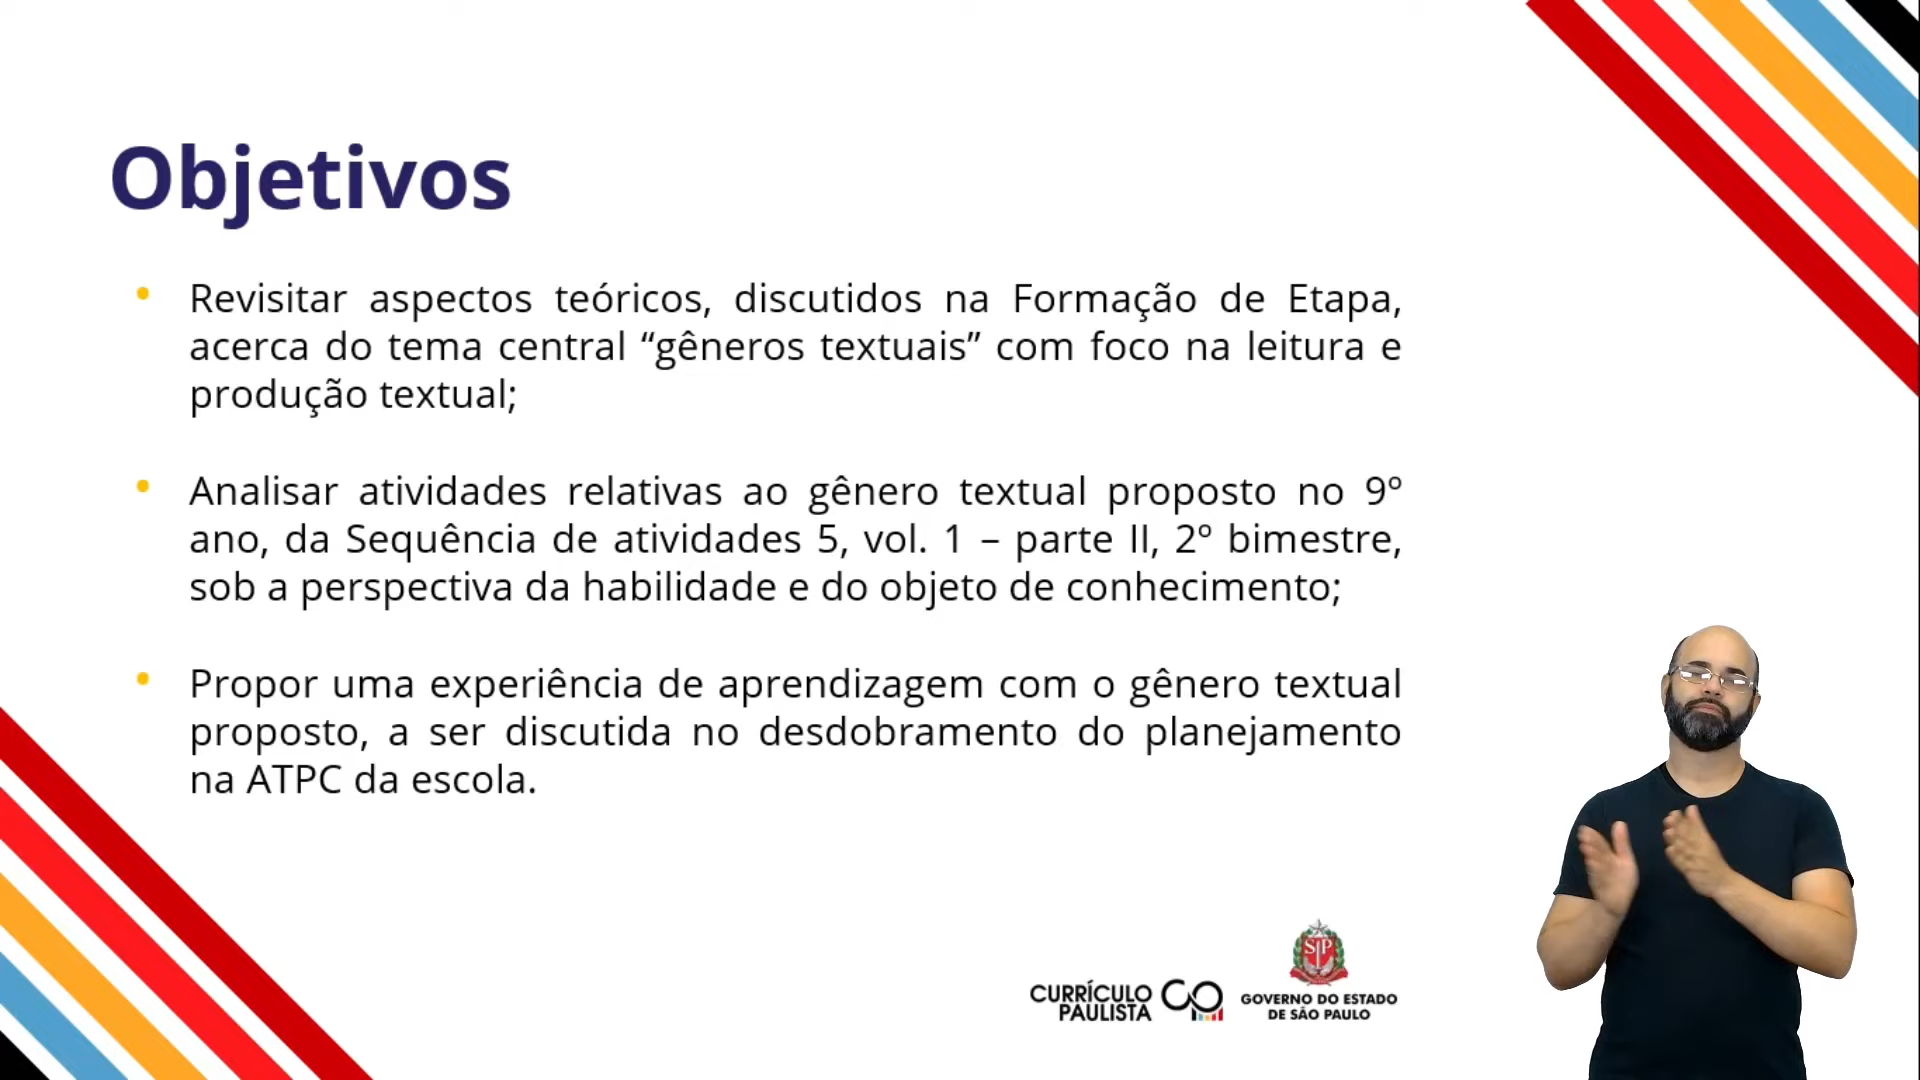 Objetivos
• Revisitar aspectos teóricos, discutidos na Formação de Etapa,
acerca do tema central “gêneros textuais” com foco na leitura e
produção textual;
• Analisar atividades relativas ao gênero textual proposto no 9º
ano, da Sequência de atividades 5, vol. 1 – parte II, 2º bimestre,
sob a perspectiva da habilidade e do objeto de conhecimento;
• Propor uma experiência de aprendizagem com o gênero textual
proposto, a ser discutida no desdobramento do planejamento
na ATPC da escola.
CURRÍCULO
PAULISTA
SP
GOVERNO DO ESTADO
DE SÃO PAULO